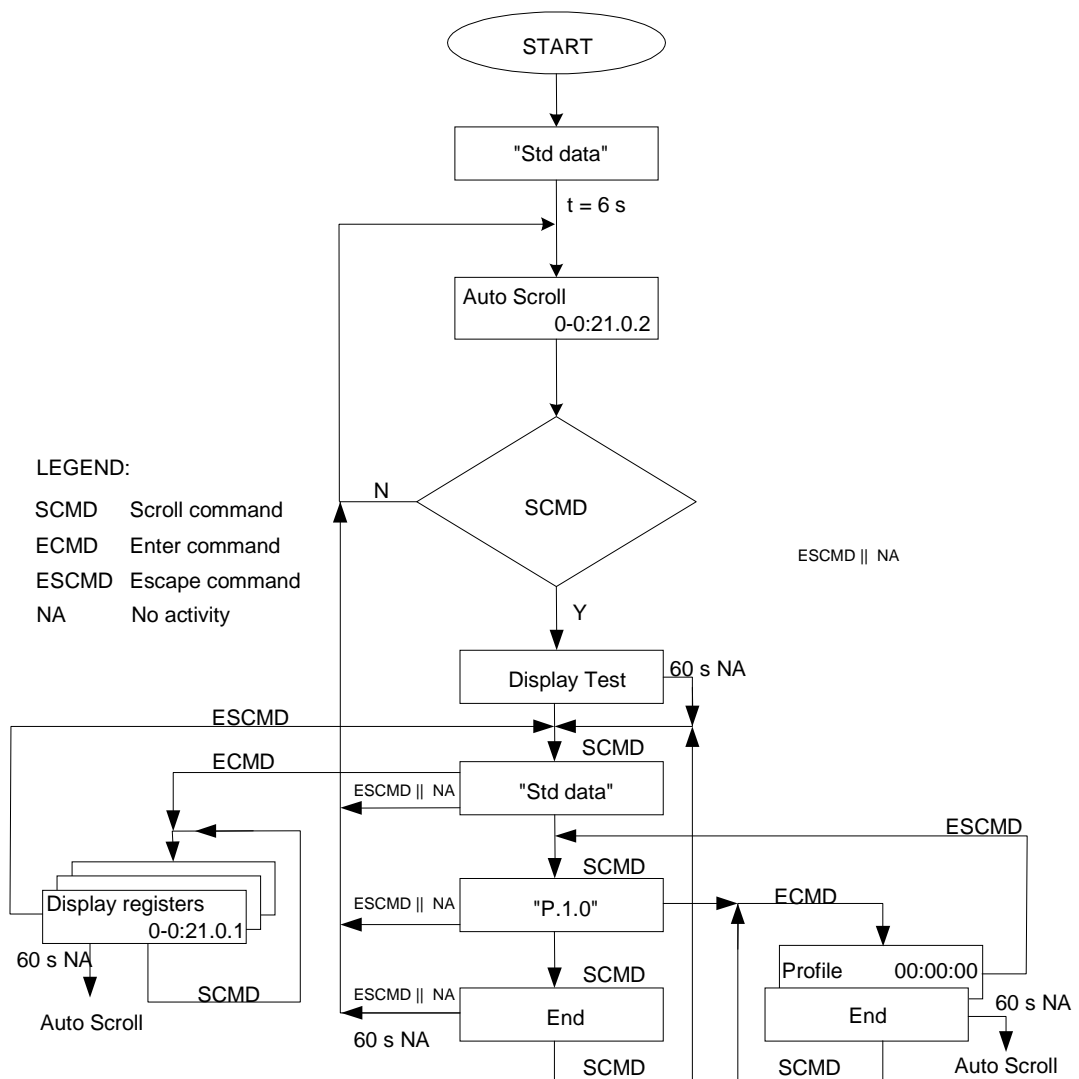 START
"Std data"
t = 6 s
Auto Scroll
0-0:21.0.2
LEGEND:
SCMD Scroll command
ECMD Enter command
ESCMD Escape command
NA No activity
N
SCMD
ESCMD || NA
Y
Display Test
60 s NA
ESCMD
SCMD
ECMD
"Std data"
ESCMD || NA
ESCMD
SCMD
Display registers
0-0:21.0.1
ESCMD || NA
"P.1.0"
ECMD
60 s NA
SCMD
Auto Scroll
SCMD
ESCMD || NA
60 s NA
End
Profile 00:00:00
End
60 s NA
Auto Scroll
SCMD
SCMD